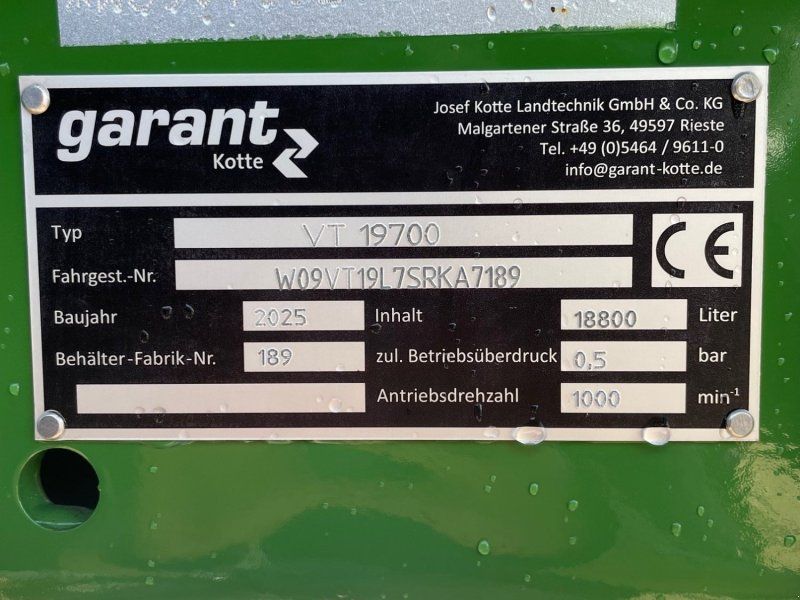 garant
Kotte
Josef Kotte Landtechnik GmbH & Co. KG
Malgartener Straße 36, 49597 Rieste
Tel. +49 (0)5464 / 9611-0
info@garant-kotte.de
Typ VT 19700
Fahrgest.-Nr. W09VT19L7SRKA7189
CE
Baujahr 2025 Inhalt 18800 Liter
Behälter-Fabrik-Nr. 189 zul. Betriebsüberdruck 0,5 bar
Antriebsdrehzahl 1000 min⁻¹